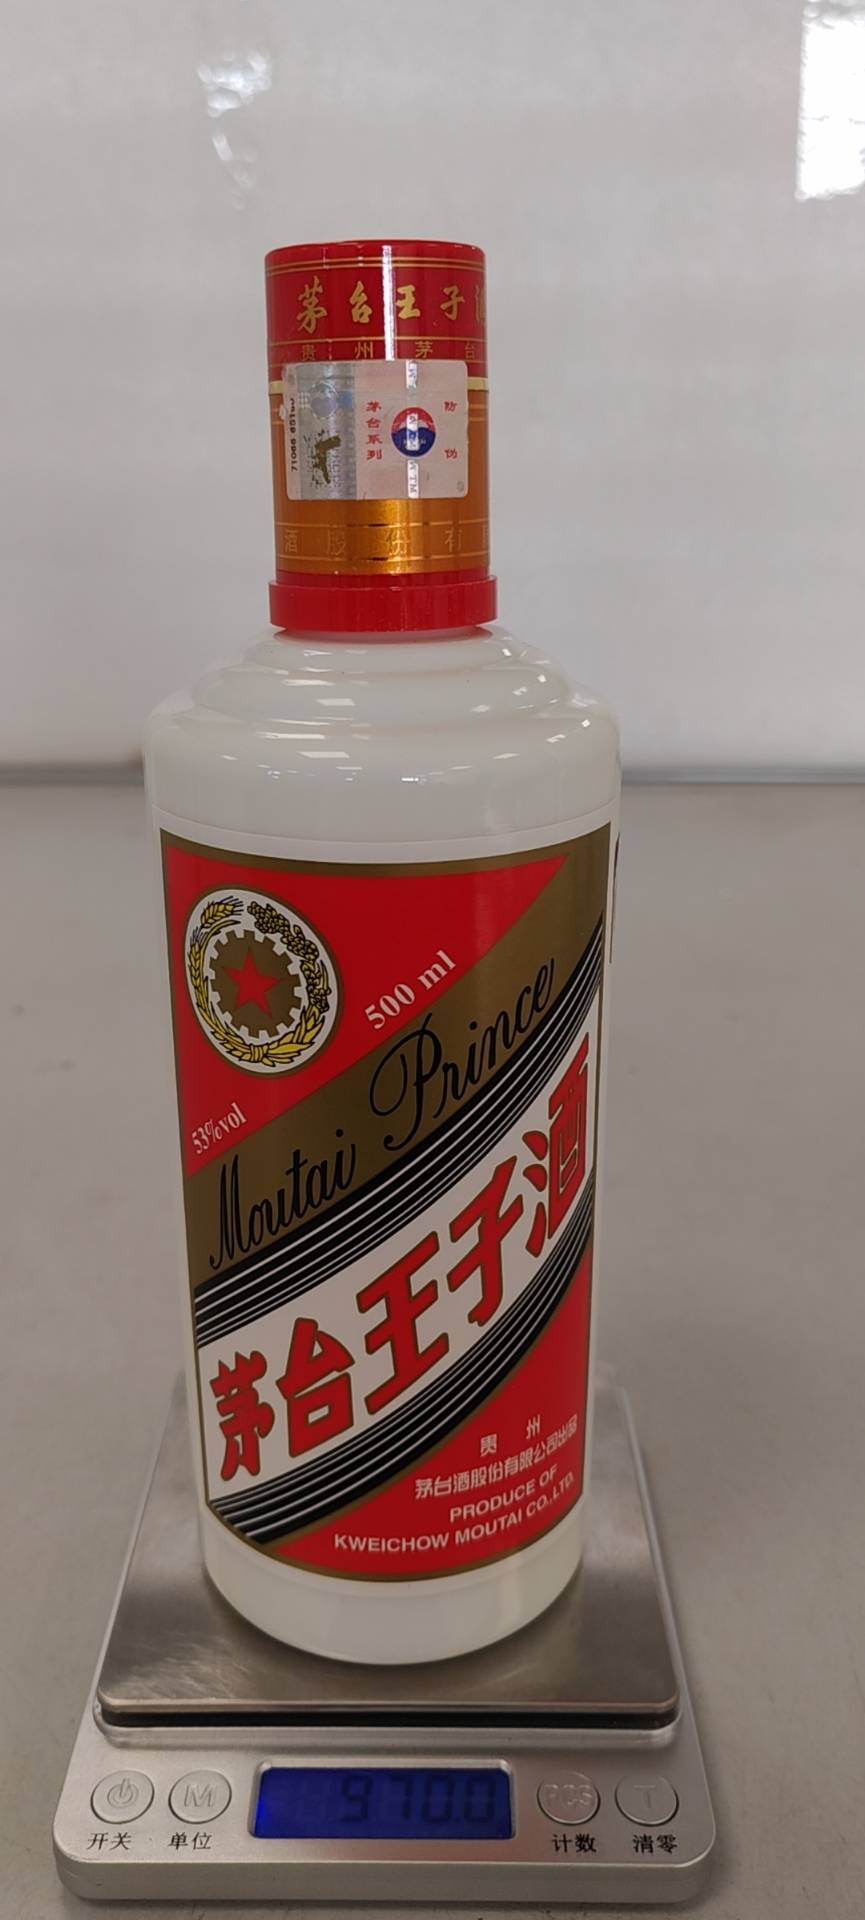 茅台王子酒
贵州茅台
茅台系列
防伪
酒股份有
500 ml
53%vol
Moutai Prince
茅台王子酒
贵州
茅台酒股份有限公司出品
PRODUCE OF
KWEICHOW MOUTAI CO.,LTD.
970.0
M
PCS
T
开关
单位
计数
清零